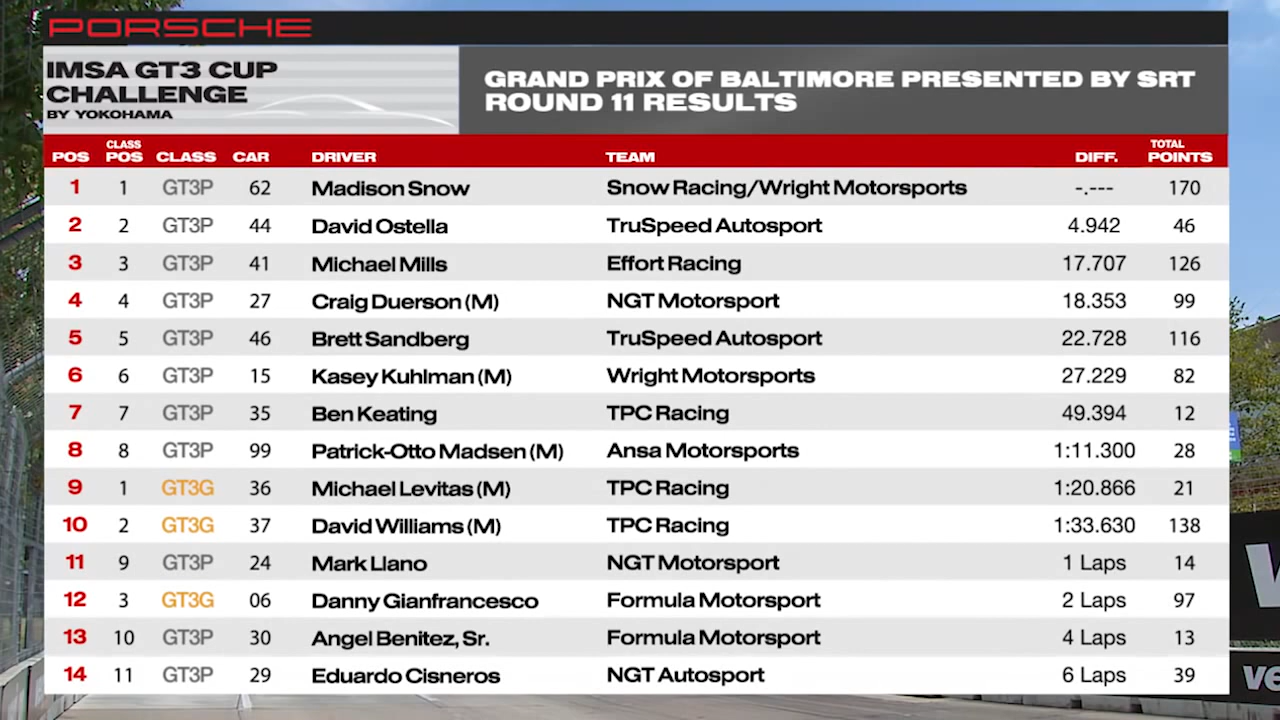 PORSCHE
IMSA GT3 CUP
CHALLENGE
BY YOKOHAMA
GRAND PRIX OF BALTIMORE PRESENTED BY SRT
ROUND 11 RESULTS
POS CLASS POS CLASS CAR DRIVER TEAM DIFF. TOTAL POINTS
1 1 GT3P 62 Madison Snow Snow Racing/Wright Motorsports -.--- 170
2 2 GT3P 44 David Ostella TruSpeed Autosport 4.942 46
3 3 GT3P 41 Michael Mills Effort Racing 17.707 126
4 4 GT3P 27 Craig Duerson (M) NGT Motorsport 18.353 99
5 5 GT3P 46 Brett Sandberg TruSpeed Autosport 22.728 116
6 6 GT3P 15 Kasey Kuhlman (M) Wright Motorsports 27.229 82
7 7 GT3P 35 Ben Keating TPC Racing 49.394 12
8 8 GT3P 99 Patrick-Otto Madsen (M) Ansa Motorsports 1:11.300 28
9 1 GT3G 36 Michael Levitas (M) TPC Racing 1:20.866 21
10 2 GT3G 37 David Williams (M) TPC Racing 1:33.630 138
11 9 GT3P 24 Mark Llano NGT Motorsport 1 Laps 14
12 3 GT3G 06 Danny Gianfrancesco Formula Motorsport 2 Laps 97
13 10 GT3P 30 Angel Benitez, Sr. Formula Motorsport 4 Laps 13
14 11 GT3P 29 Eduardo Cisneros NGT Autosport 6 Laps 39